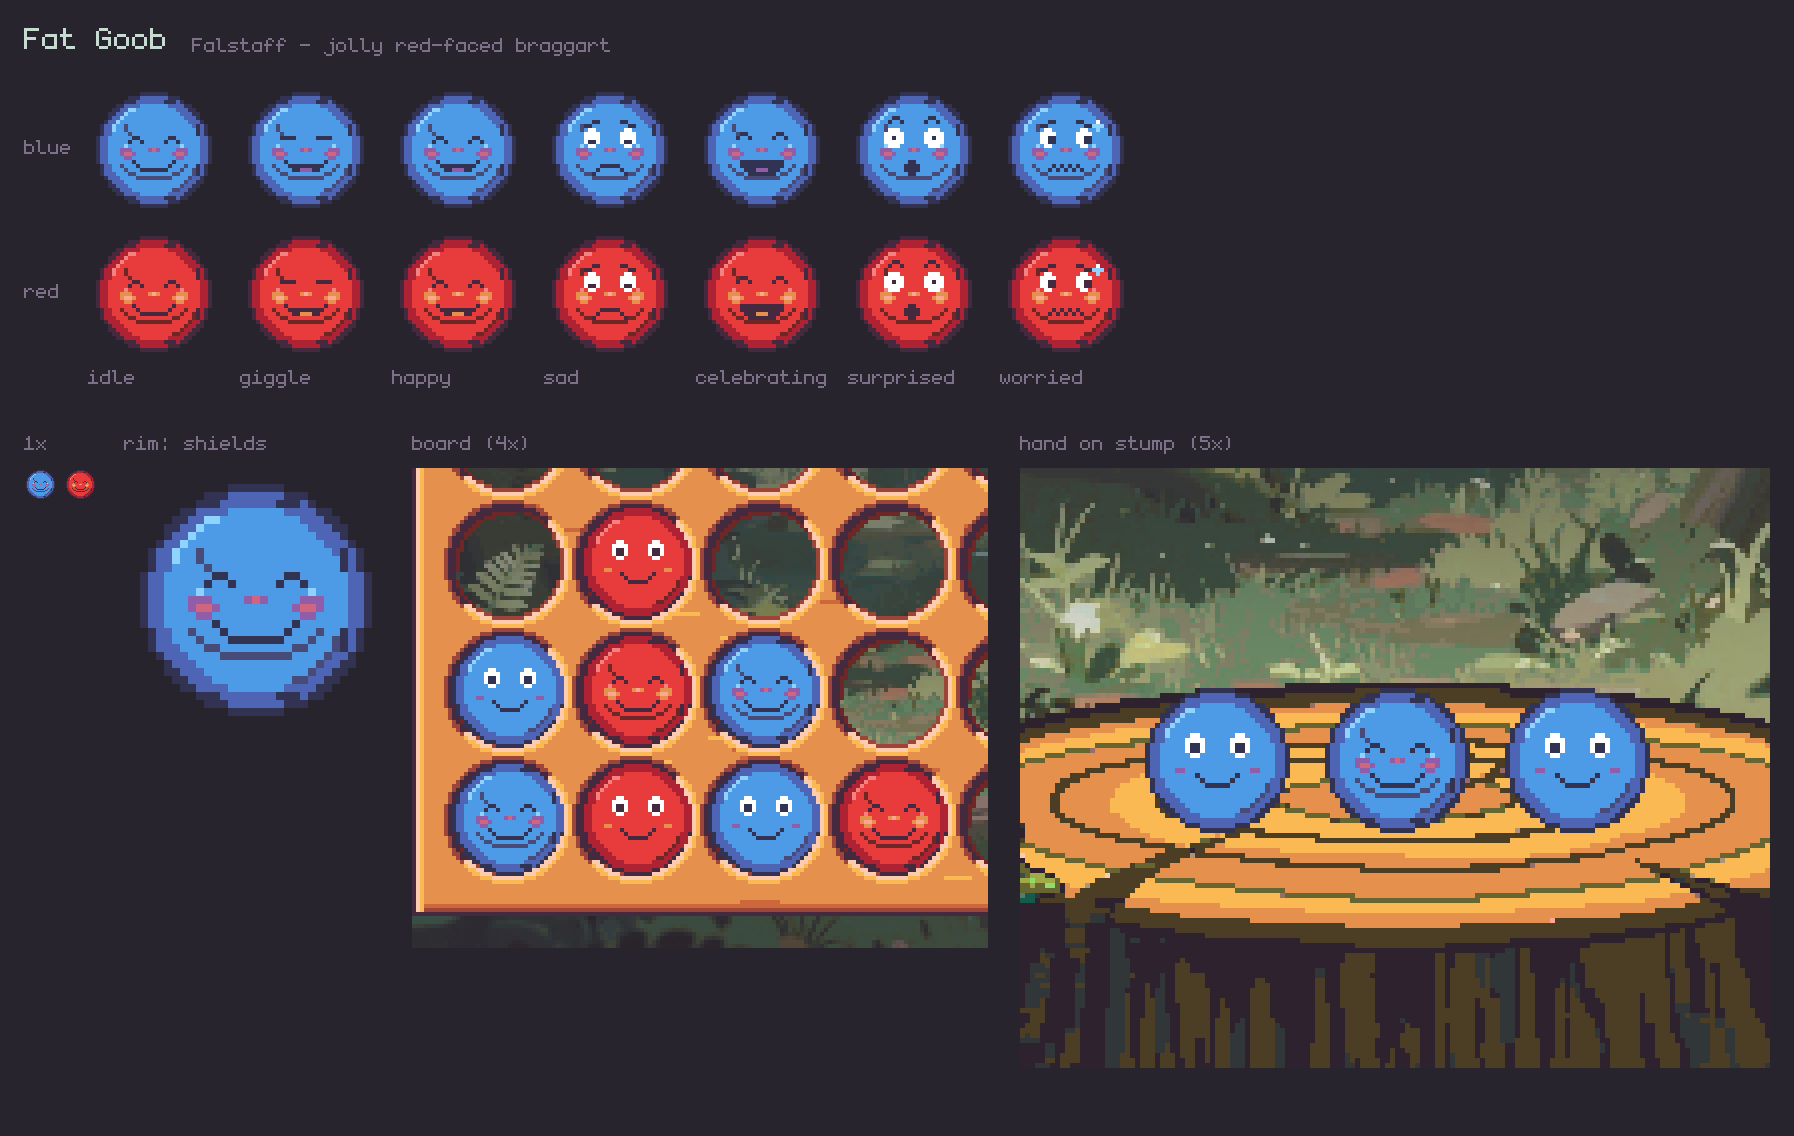 Fat Goob Falstaff - jolly red-faced braggart
blue
red
idle giggle happy sad celebrating surprised worried
1x rim: shields board (4x) hand on stump (5x)